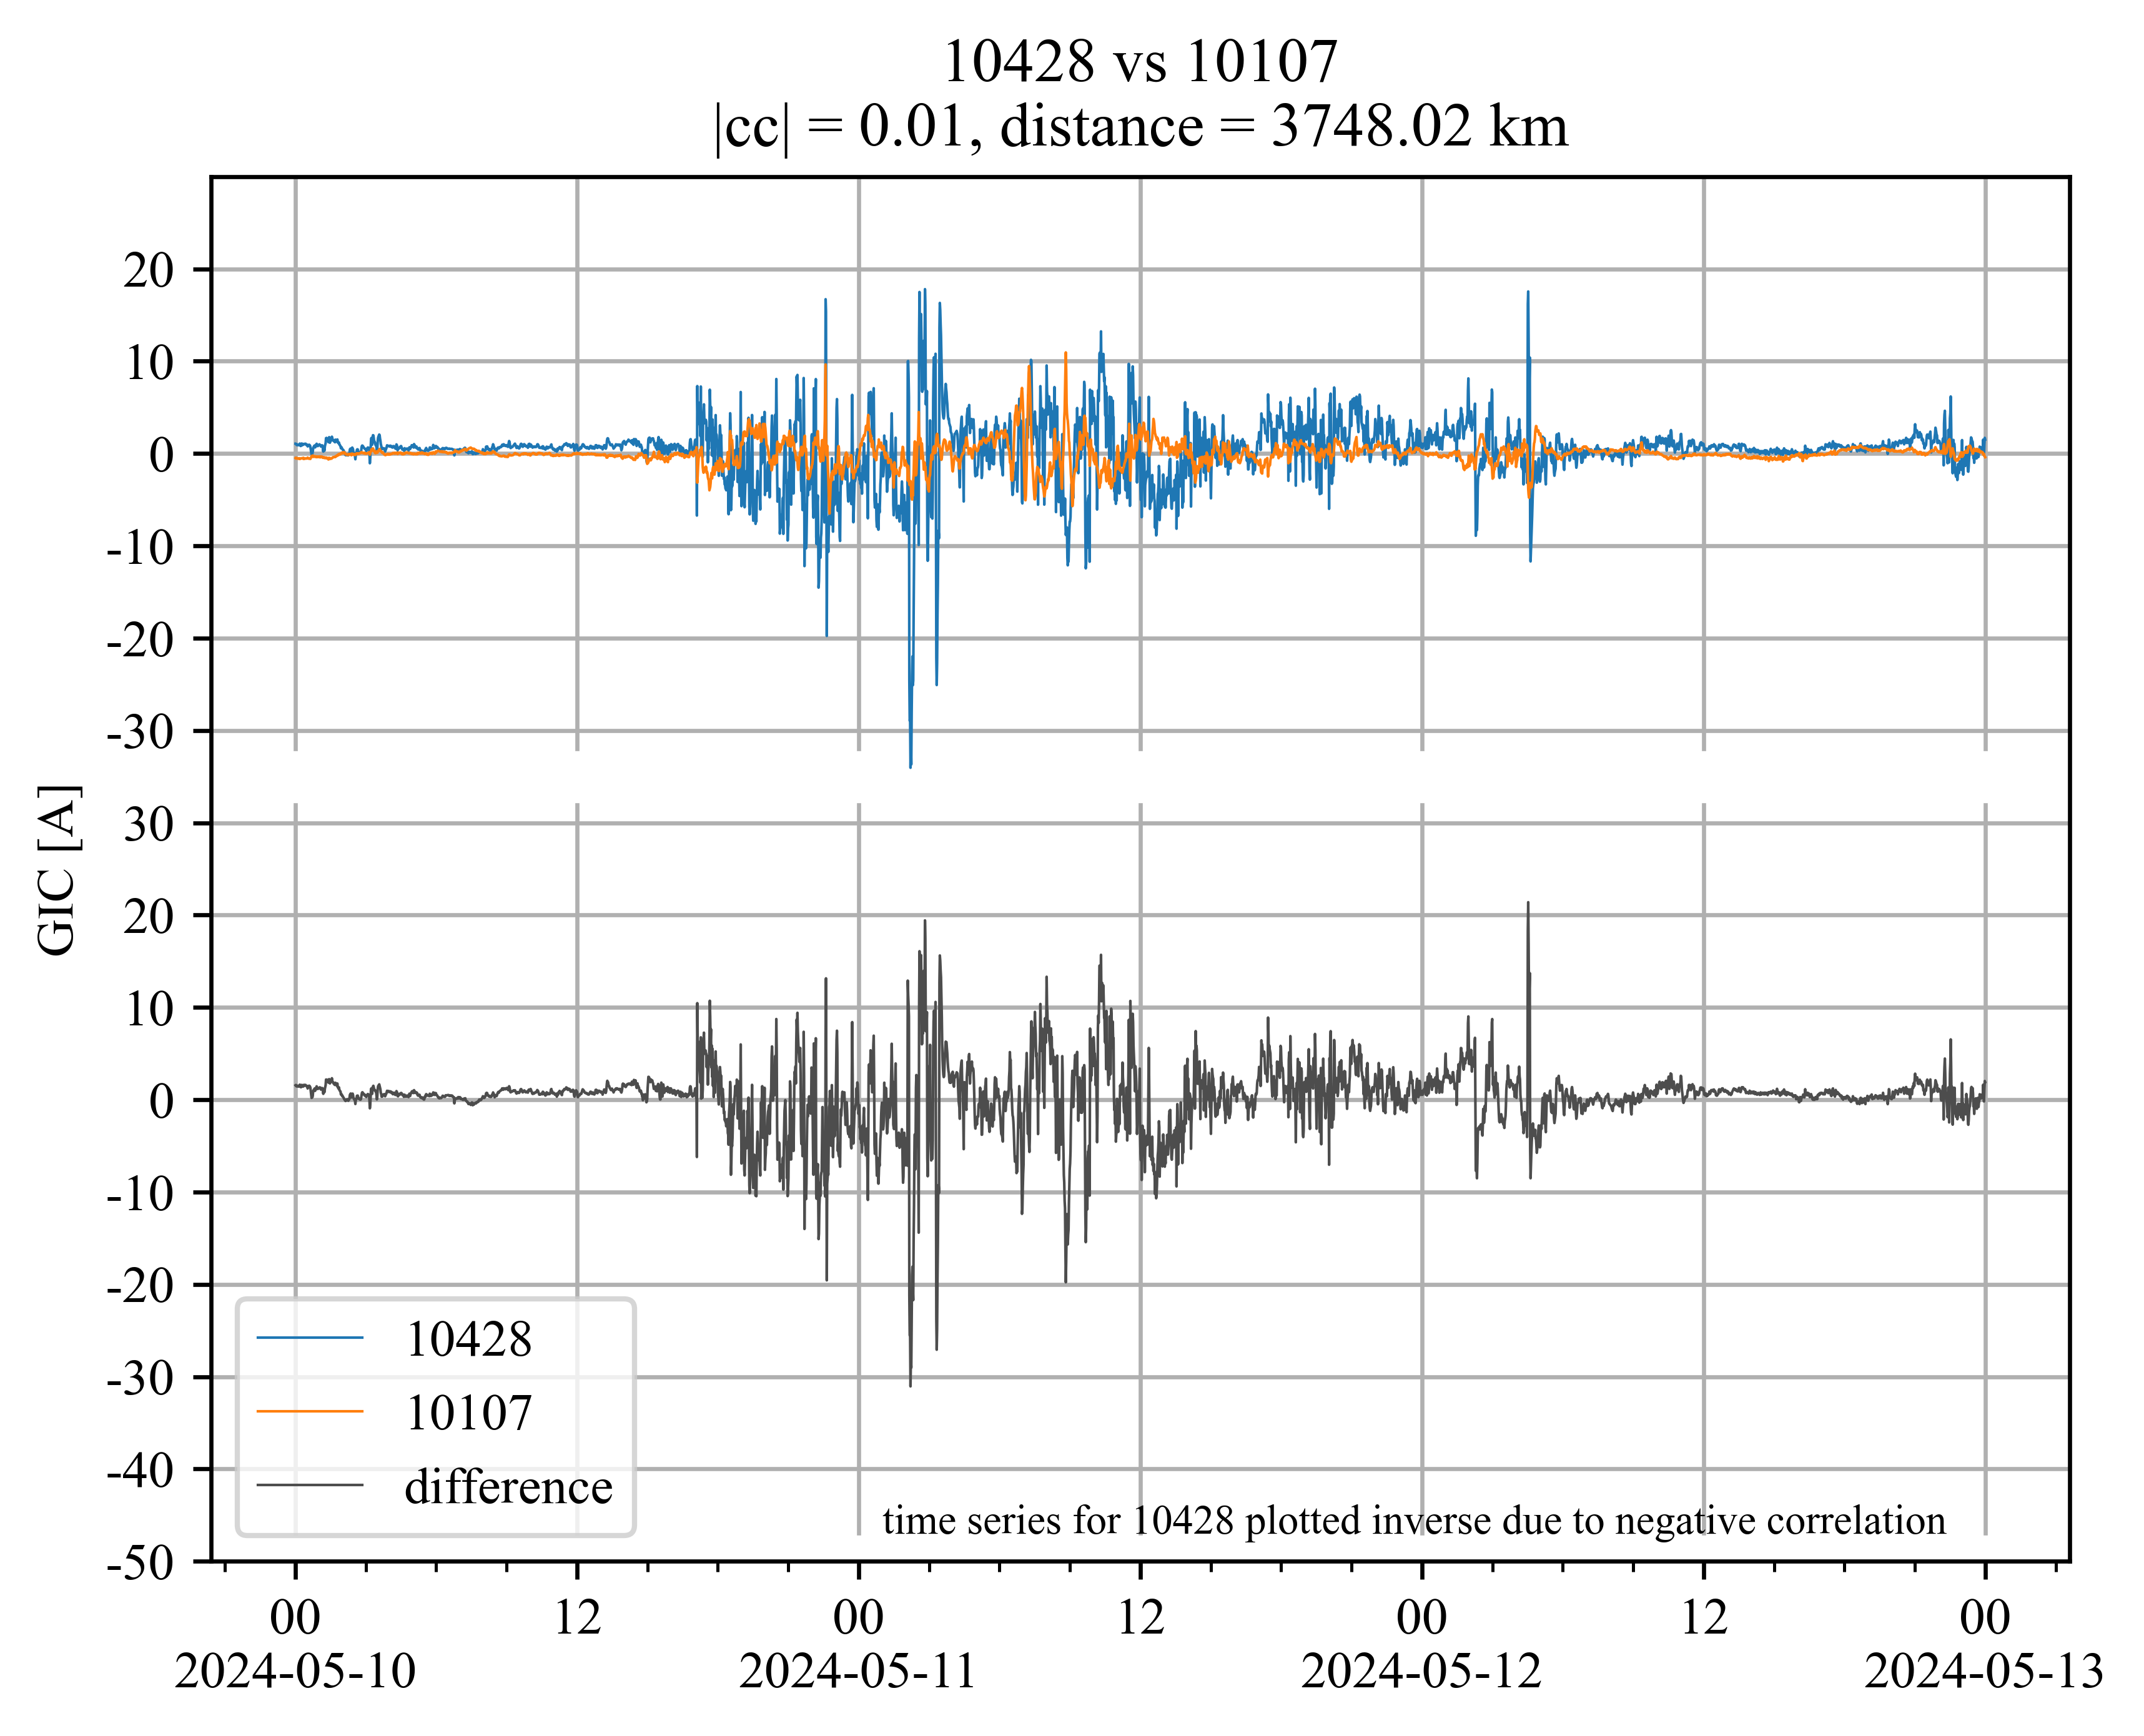 10428 vs 10107
|cc| = 0.01, distance = 3748.02 km
20
10
0
-10
-20
-30
30
20
10
0
-10
-20
-30
-40
-50
GIC [A]
10428
10107
difference
time series for 10428 plotted inverse due to negative correlation
00 12 00 12 00 12 00
2024-05-10 2024-05-11 2024-05-12 2024-05-13